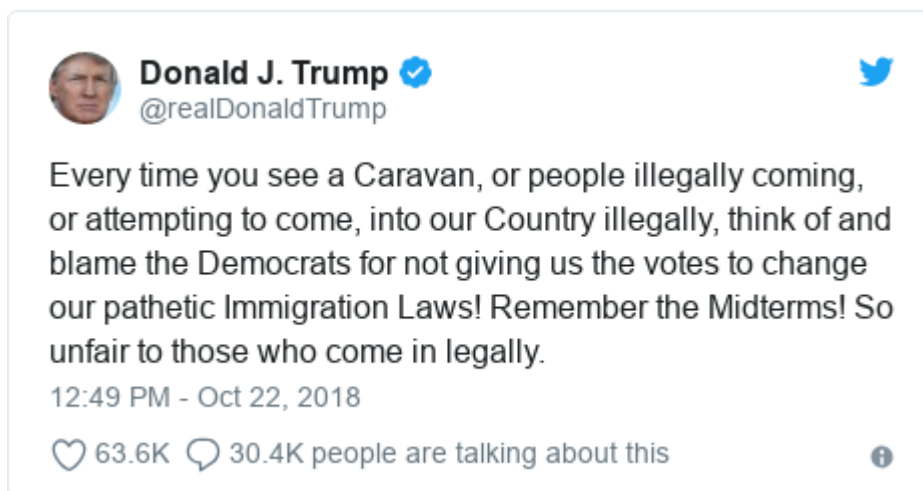 Donald J. Trump
@realDonaldTrump
Every time you see a Caravan, or people illegally coming,
or attempting to come, into our Country illegally, think of and
blame the Democrats for not giving us the votes to change
our pathetic Immigration Laws! Remember the Midterms! So
unfair to those who come in legally.
12:49 PM - Oct 22, 2018
63.6K 30.4K people are talking about this